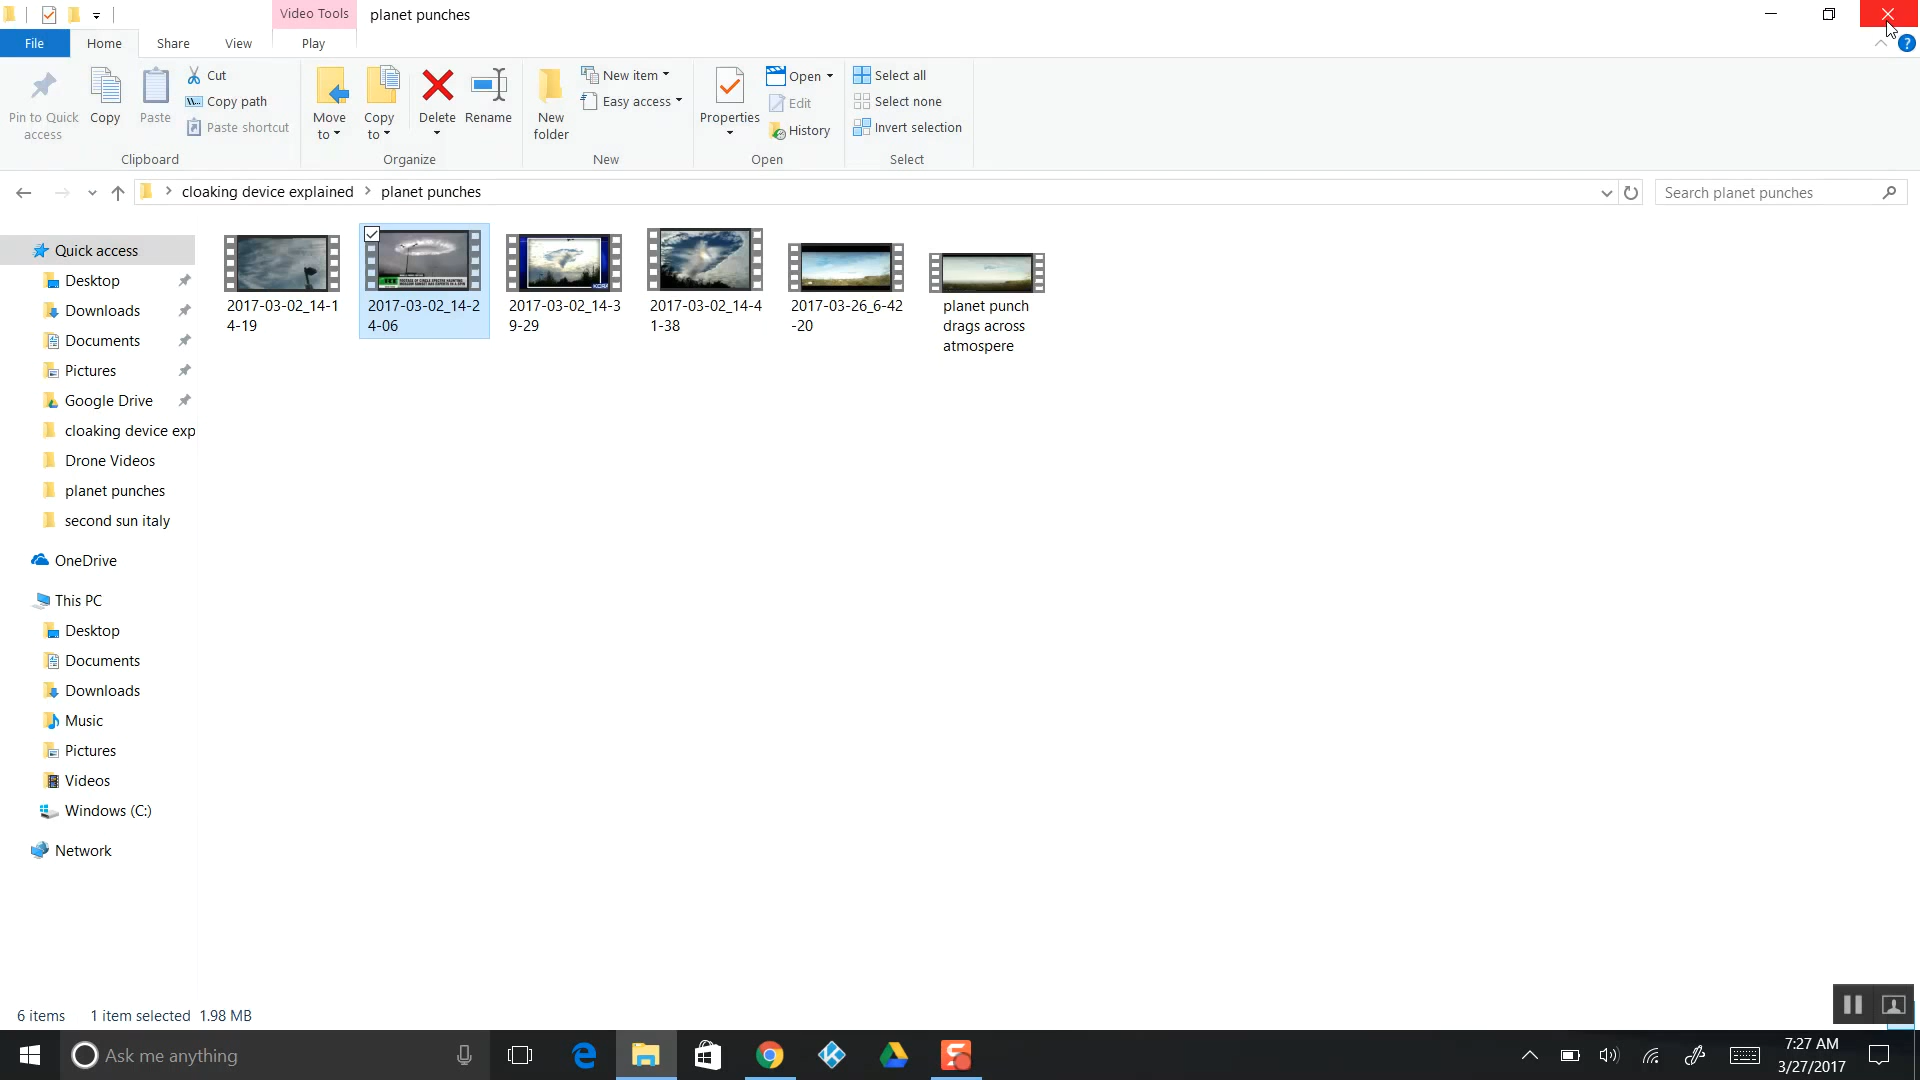 Video Tools planet punches
File Home Share View Play
Pin to Quick
access
Copy
Paste
Cut
Copy path
Paste shortcut
Clipboard
Move
to
Copy
to
Delete
Rename
Organize
New
folder
New item
Easy access
New
Properties
Open
Edit
History
Open
Select all
Select none
Invert selection
Select
cloaking device explained > planet punches
Search planet punches
Quick access
Desktop
Downloads
Documents
Pictures
Google Drive
cloaking device exp
Drone Videos
planet punches
second sun italy
OneDrive
This PC
Desktop
Documents
Downloads
Music
Pictures
Videos
Windows (C:)
Network
2017-03-02_14-1
4-19
2017-03-02_14-2
4-06
2017-03-02_14-3
9-29
2017-03-02_14-4
1-38
2017-03-26_6-42
-20
planet punch
drags across
atmospere
6 items 1 item selected 1.98 MB
Ask me anything
7:27 AM
3/27/2017